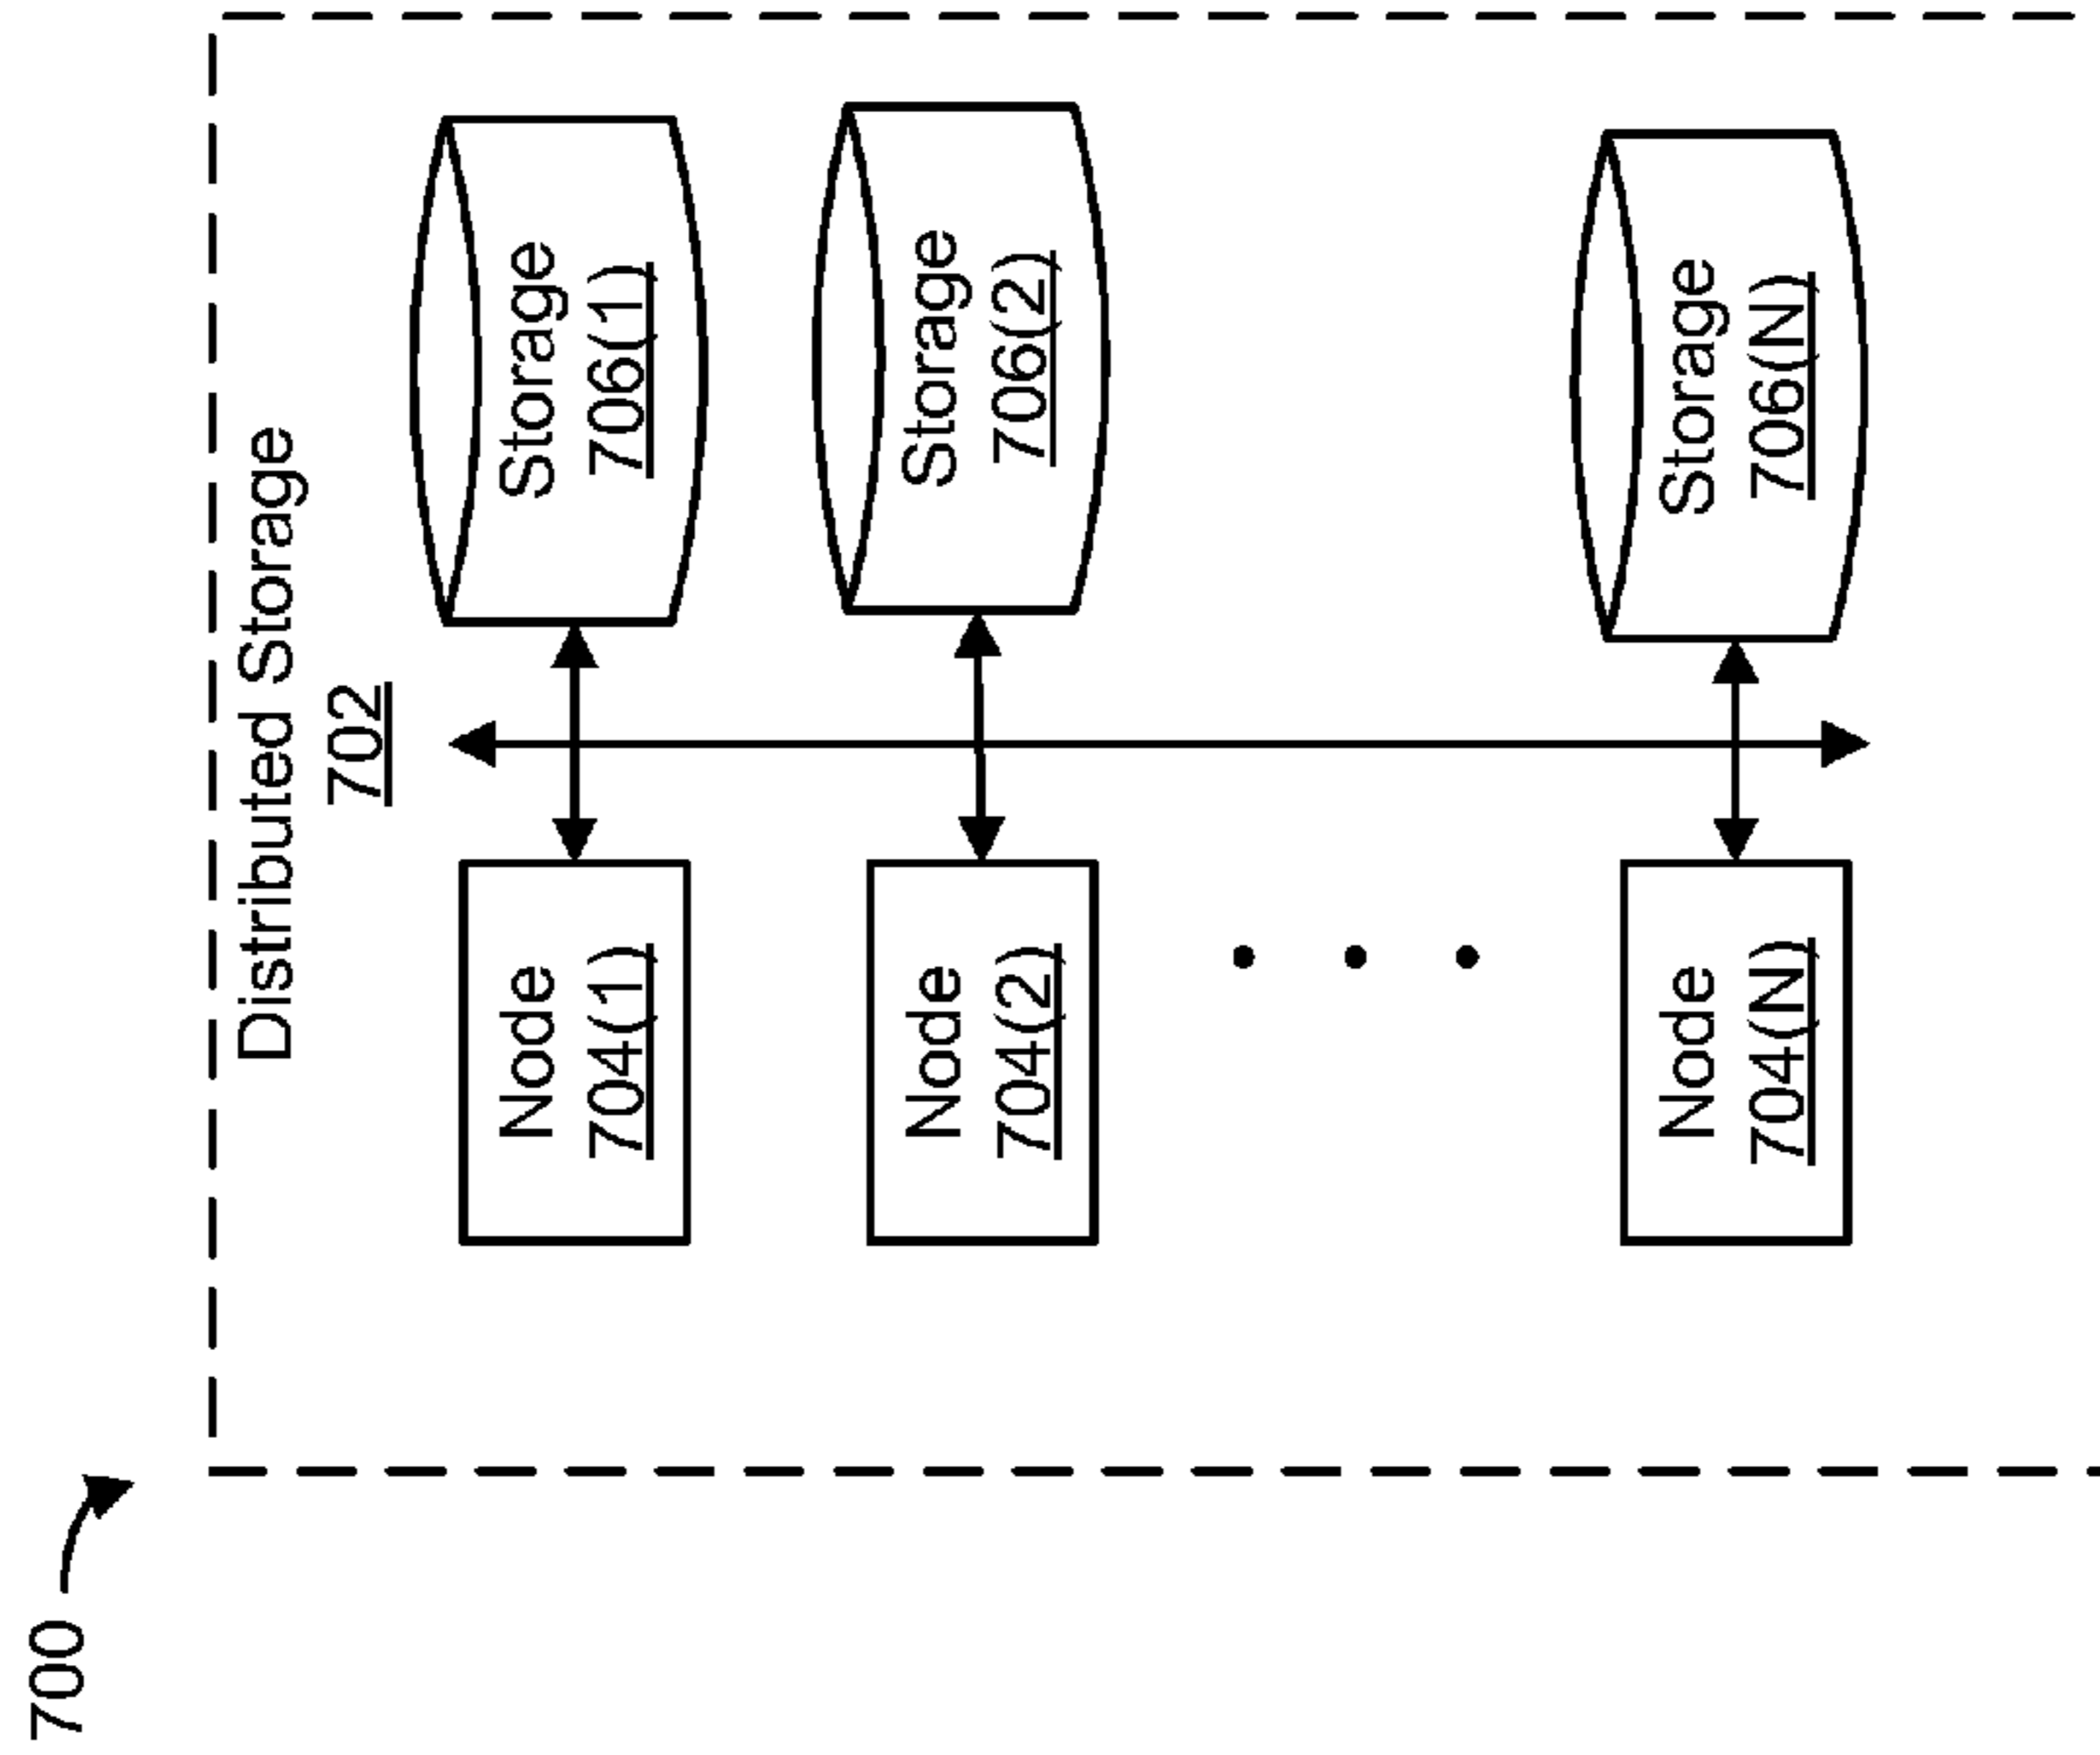 700
Distributed Storage
702
Node
704(1)
Storage
706(1)
Node
704(2)
Storage
706(2)
Node
704(N)
Storage
706(N)